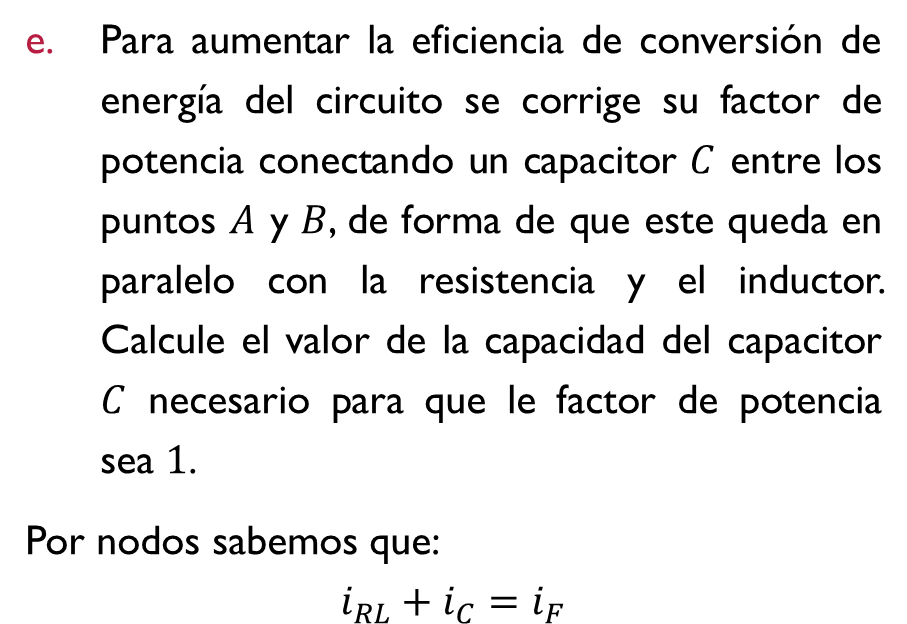 e. Para aumentar la eficiencia de conversión de
energía del circuito se corrige su factor de
potencia conectando un capacitor C entre los
puntos A y B, de forma de que este queda en
paralelo con la resistencia y el inductor.
Calcule el valor de la capacidad del capacitor
C necesario para que le factor de potencia
sea 1.
Por nodos sabemos que:
i_{RL} + i_C = i_F